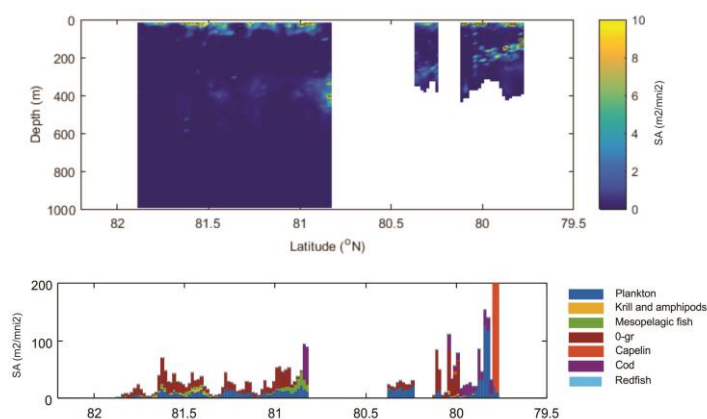 0
200
400
600
800
1000
Depth (m)
82
81.5
81
80.5
80
79.5
Latitude (°N)
10
8
6
4
2
0
SA (m2/mni2)
200
100
0
SA (m2/mni2)
82
81.5
81
80.5
80
79.5
Plankton
Krill and amphipods
Mesopelagic fish
0-gr
Capelin
Cod
Redfish